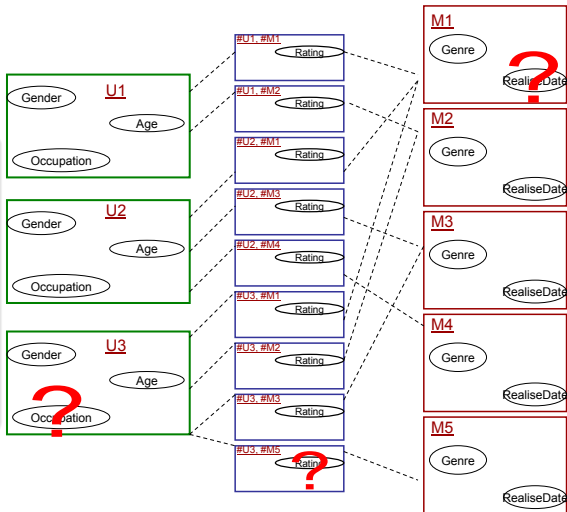 U1
Gender
Age
Occupation
U2
Gender
Age
Occupation
U3
Gender
Age
Occupation
?
#U1, #M1
Rating
#U1, #M2
Rating
#U2, #M1
Rating
#U2, #M3
Rating
#U2, #M4
Rating
#U3, #M1
Rating
#U3, #M2
Rating
#U3, #M3
Rating
#U3, #M5
Rating
?
M1
Genre
RealiseDate
?
M2
Genre
RealiseDate
M3
Genre
RealiseDate
M4
Genre
RealiseDate
M5
Genre
RealiseDate